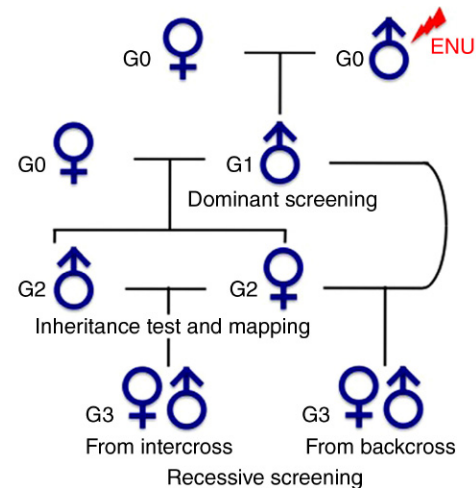 G0 G0 ENU
G0 G1
Dominant screening
G2 G2
Inheritance test and mapping
G3 G3
From intercross From backcross
Recessive screening